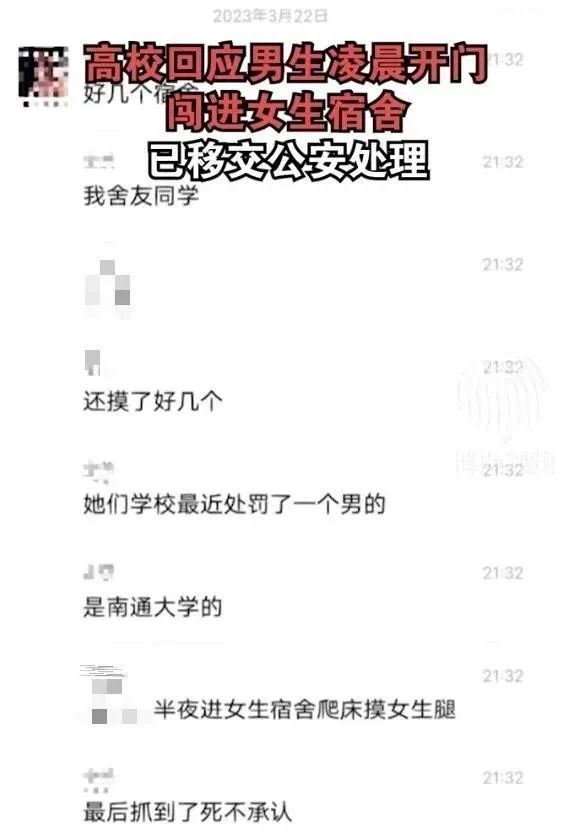 2023年3月22日
高校回应男生凌晨开门
闯进女生宿舍
已移交公安处理
21:32
好几个宿舍
21:32
我舍友同学
21:32
21:32
还摸了好几个
21:32
她们学校最近处罚了一个男的
21:32
是南通大学的
21:32
半夜进女生宿舍爬床摸女生腿
21:32
最后抓到了死不承认